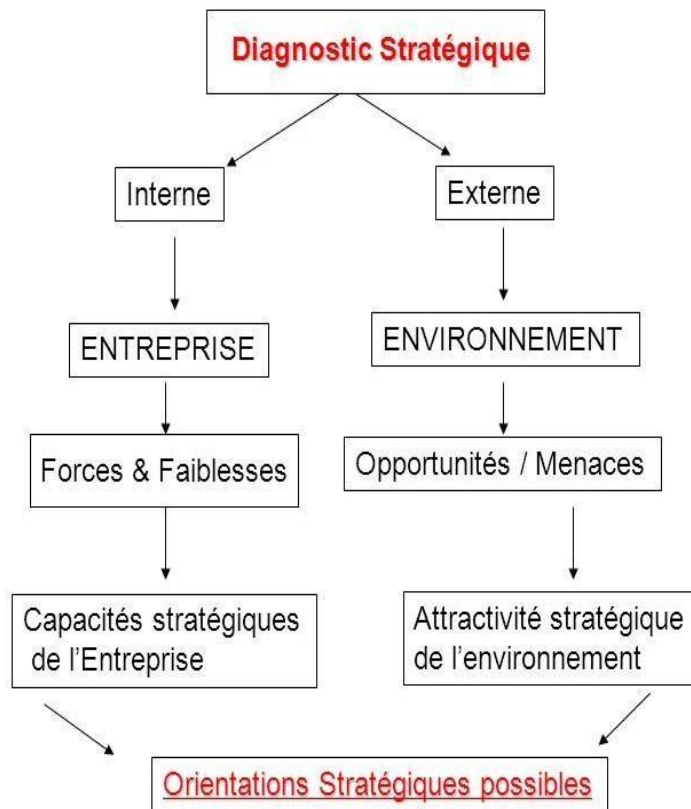 Diagnostic Stratégique
Interne
Externe
ENTREPRISE
ENVIRONNEMENT
Forces & Faiblesses
Opportunités / Menaces
Capacités stratégiques
de l'Entreprise
Attractivité stratégique
de l'environnement
Orientations Stratégiques possibles